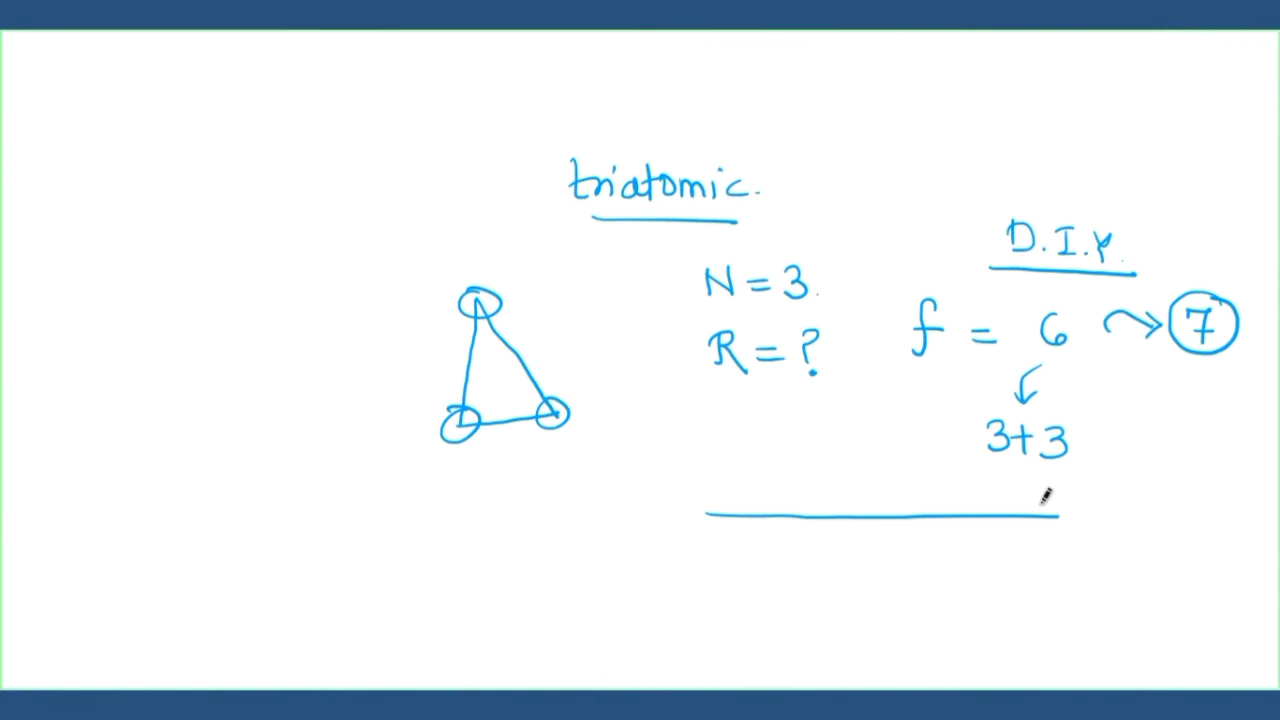 triatomic.
D.I.Y.
N = 3.
f = 6 → 7
R = ?
3+3